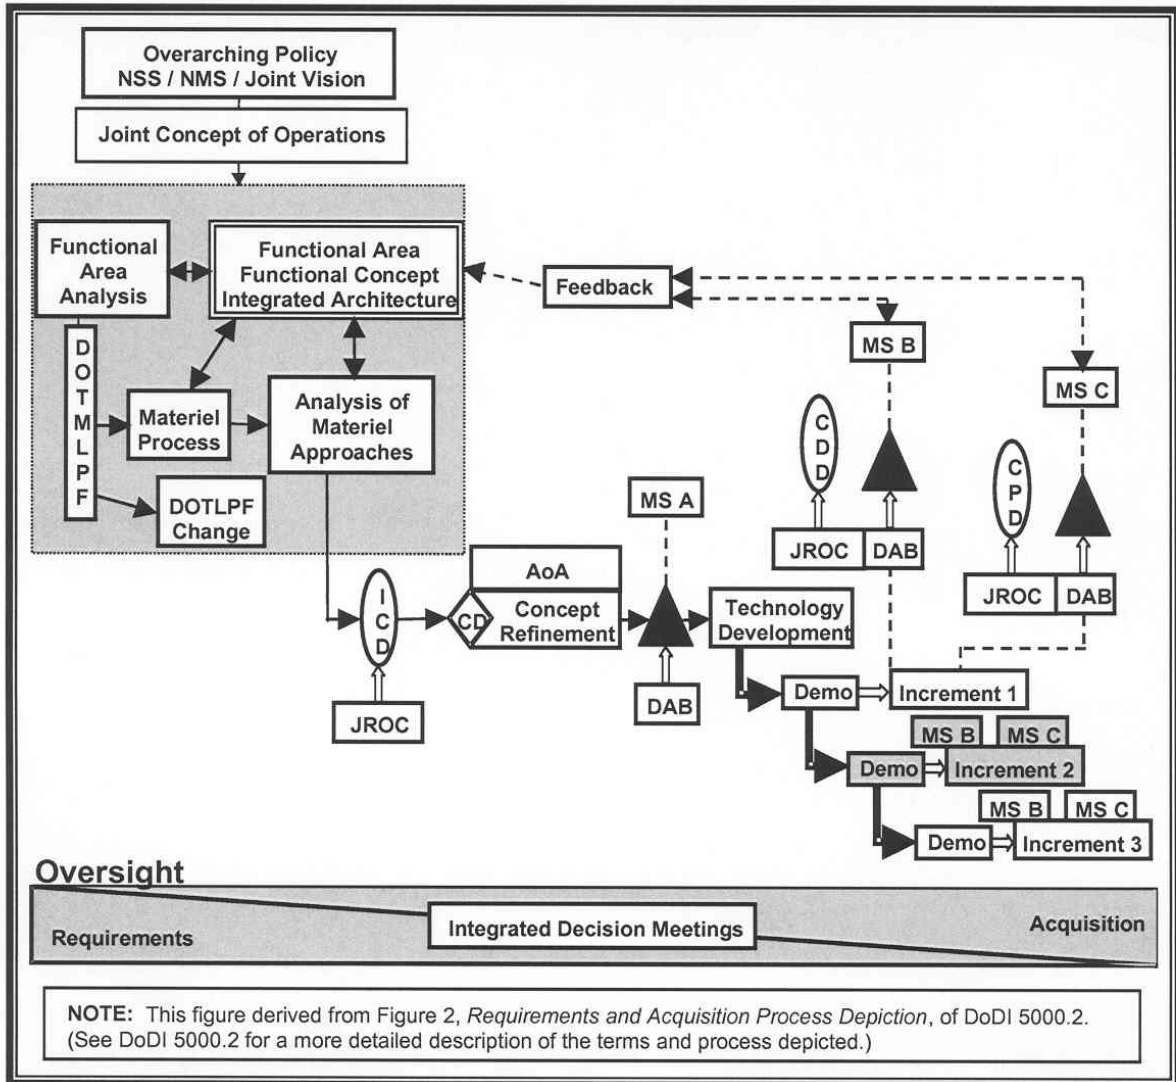 Overarching Policy
NSS / NMS / Joint Vision
Joint Concept of Operations
Functional
Area
Analysis
Functional Area
Functional Concept
Integrated Architecture
Feedback
DOTMLPF
Materiel
Process
Analysis of
Materiel
Approaches
DOTLPF
Change
MS B
MS C
CDD
CPD
MS A
JROC
DAB
JROC
DAB
ICD
AoA
CD
Concept
Refinement
Technology
Development
JROC
DAB
Demo
Increment 1
MS B
MS C
Demo
Increment 2
MS B
MS C
Demo
Increment 3
Oversight
Requirements
Integrated Decision Meetings
Acquisition
NOTE: This figure derived from Figure 2, Requirements and Acquisition Process Depiction, of DoDI 5000.2.
(See DoDI 5000.2 for a more detailed description of the terms and process depicted.)